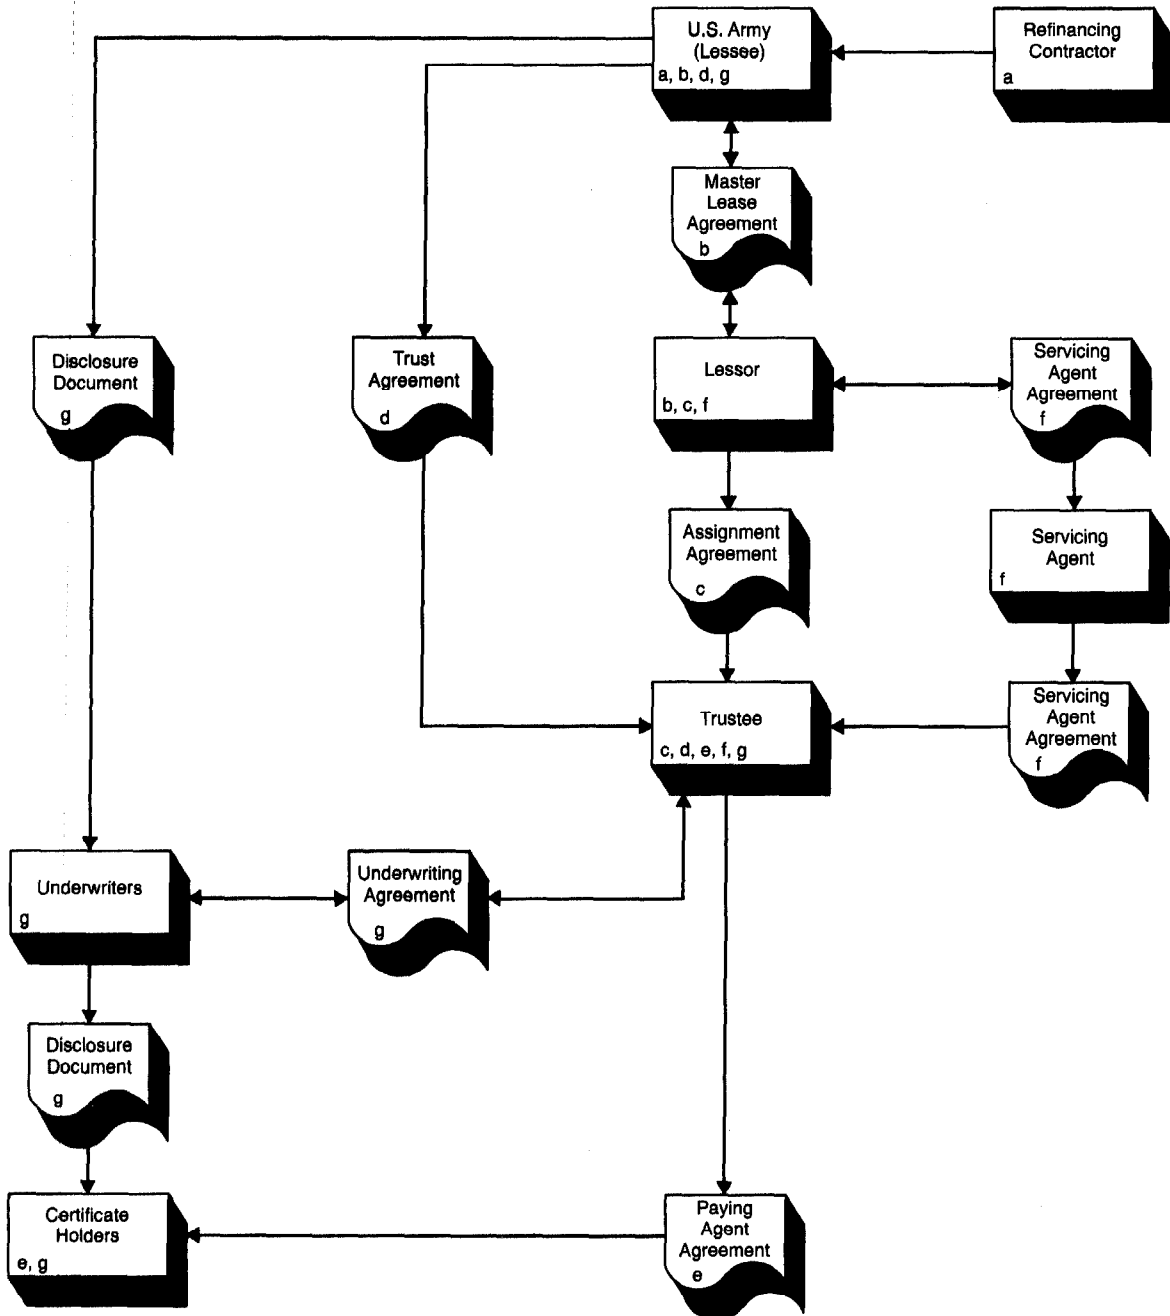 U.S. Army
(Lessee)
a, b, d, g
Refinancing
Contractor
a
Master
Lease
Agreement
b
Disclosure
Document
g
Trust
Agreement
d
Lessor
b, c, f
Servicing
Agent
Agreement
f
Assignment
Agreement
c
Servicing
Agent
f
Trustee
c, d, e, f, g
Servicing
Agent
Agreement
f
Underwriters
g
Underwriting
Agreement
g
Disclosure
Document
g
Certificate
Holders
e, g
Paying
Agent
Agreement
e